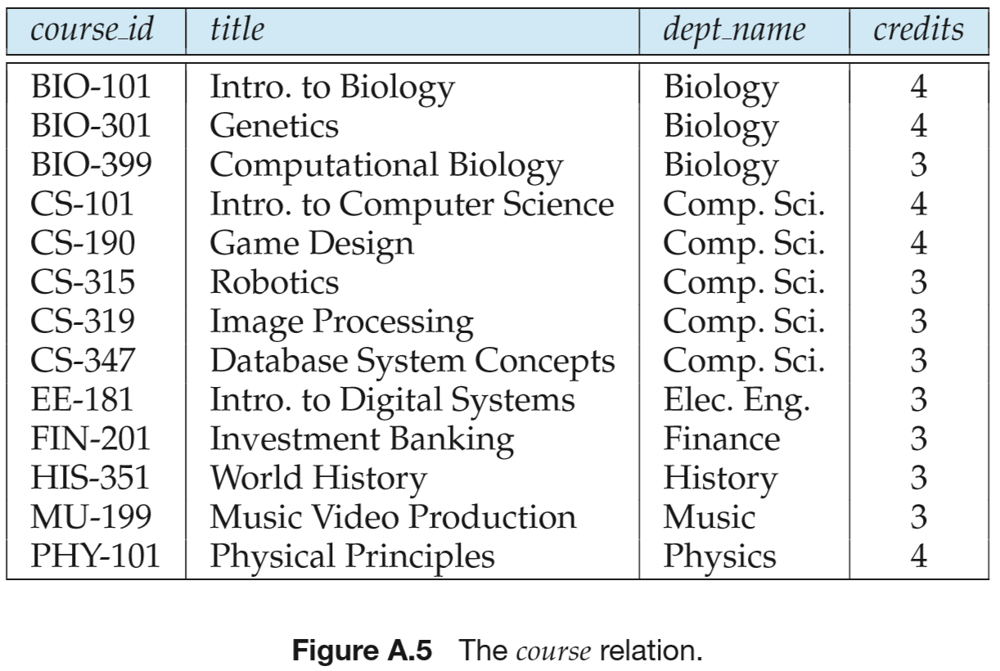 course_id title dept_name credits
BIO-101 Intro. to Biology Biology 4
BIO-301 Genetics Biology 4
BIO-399 Computational Biology Biology 3
CS-101 Intro. to Computer Science Comp. Sci. 4
CS-190 Game Design Comp. Sci. 4
CS-315 Robotics Comp. Sci. 3
CS-319 Image Processing Comp. Sci. 3
CS-347 Database System Concepts Comp. Sci. 3
EE-181 Intro. to Digital Systems Elec. Eng. 3
FIN-201 Investment Banking Finance 3
HIS-351 World History History 3
MU-199 Music Video Production Music 3
PHY-101 Physical Principles Physics 4
Figure A.5 The course relation.